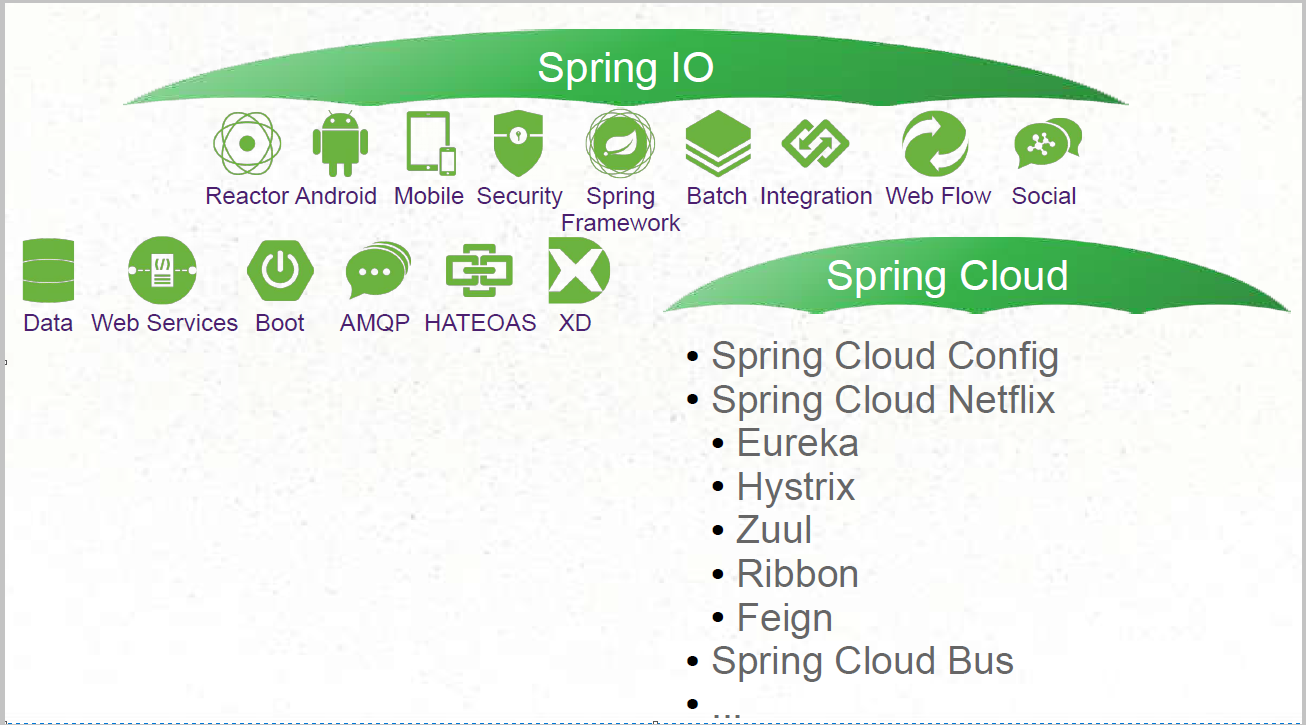 Spring IO
Reactor Android Mobile Security Spring Framework Batch Integration Web Flow Social
Data Web Services Boot AMQP HATEOAS XD
Spring Cloud
• Spring Cloud Config
• Spring Cloud Netflix
• Eureka
• Hystrix
• Zuul
• Ribbon
• Feign
• Spring Cloud Bus
• ...